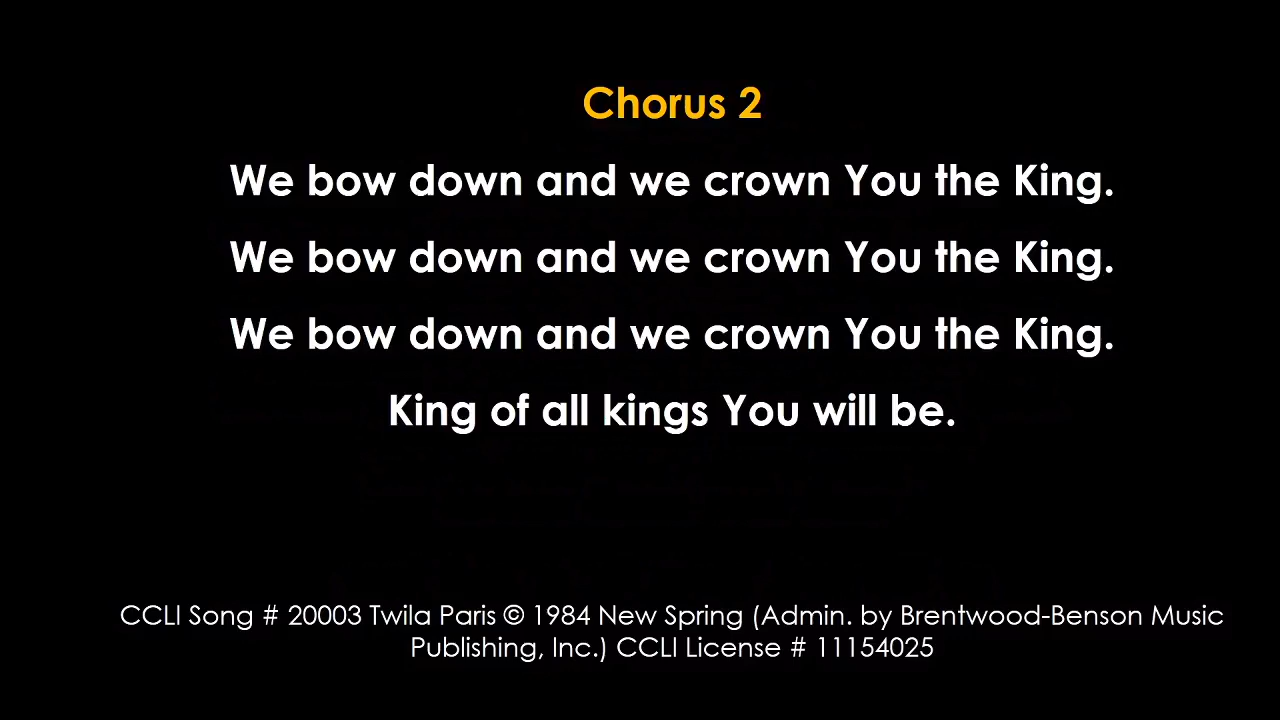 Chorus 2
We bow down and we crown You the King.
We bow down and we crown You the King.
We bow down and we crown You the King.
King of all kings You will be.
CCLI Song # 20003 Twila Paris © 1984 New Spring (Admin. by Brentwood-Benson Music
Publishing, Inc.) CCLI License # 11154025